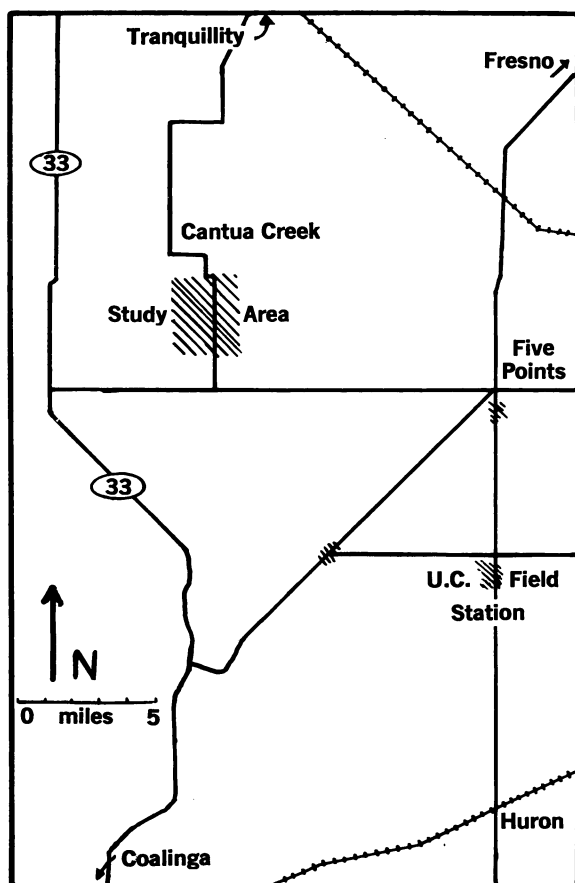 Tranquillity
Fresno
33
Cantua Creek
Study Area
Five
Points
33
U.C. Field
Station
N
0 miles 5
Huron
Coalinga